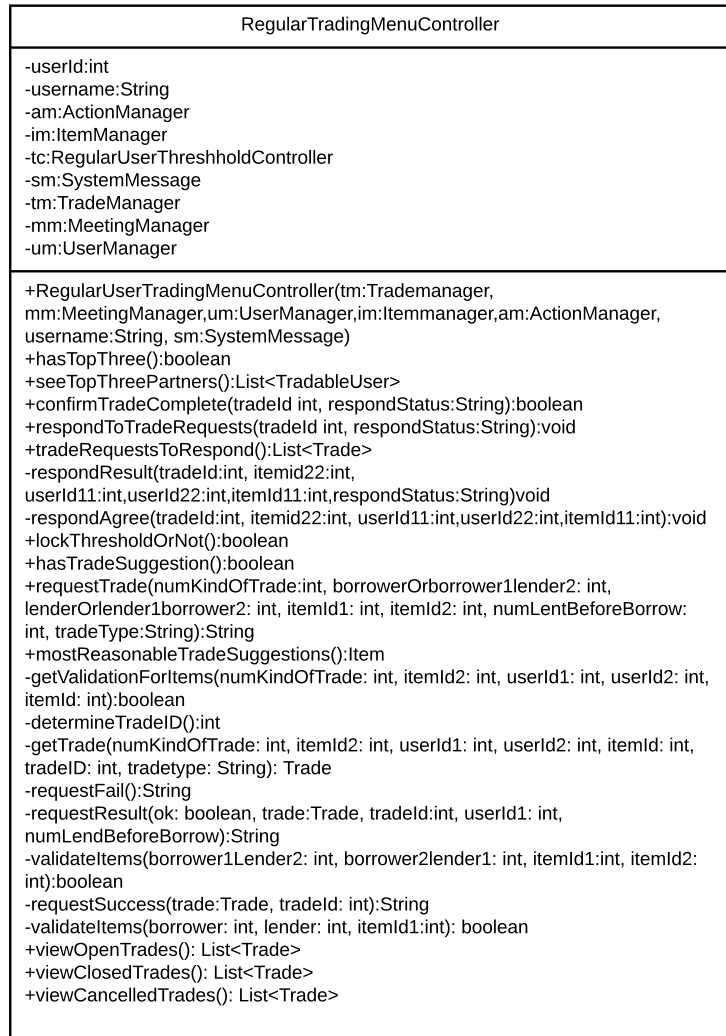 RegularTradingMenuController
-userId:int
-username:String
-am:ActionManager
-im:ItemManager
-tc:RegularUserThreshholdController
-sm:SystemMessage
-tm:TradeManager
-mm:MeetingManager
-um:UserManager
+RegularUserTradingMenuController(tm:Trademanager,
mm:MeetingManager,um:UserManager,im:Itemmanager,am:ActionManager,
username:String, sm:SystemMessage)
+hasTopThree():boolean
+seeTopThreePartners():List<TradableUser>
+confirmTradeComplete(tradeId int, respondStatus:String):boolean
+respondToTradeRequests(tradeId int, respondStatus:String):void
+tradeRequestsToRespond():List<Trade>
-respondResult(tradeId:int, itemid22:int,
userId11:int,userId22:int,itemId11:int,respondStatus:String)void
-respondAgree(tradeId:int, itemid22:int, userId11:int,userId22:int,itemId11:int):void
+lockThresholdOrNot():boolean
+hasTradeSuggestion():boolean
+requestTrade(numKindOfTrade:int, borrowerOrborrower1lender2: int,
lenderOrlender1borrower2: int, itemId1: int, itemId2: int, numLentBeforeBorrow:
int, tradeType:String):String
+mostReasonableTradeSuggestions():Item
-getValidationForItems(numKindOfTrade: int, itemId2: int, userId1: int, userId2: int,
itemId: int):boolean
-determineTradeID():int
-getTrade(numKindOfTrade: int, itemId2: int, userId1: int, userId2: int, itemId: int,
tradeID: int, tradetype: String): Trade
-requestFail():String
-requestResult(ok: boolean, trade:Trade, tradeId:int, userId1: int,
numLendBeforeBorrow):String
-validateItems(borrower1Lender2: int, borrower2lender1: int, itemId1:int, itemId2:
int):boolean
-requestSuccess(trade:Trade, tradeId: int):String
-validateItems(borrower: int, lender: int, itemId1:int): boolean
+viewOpenTrades(): List<Trade>
+viewClosedTrades(): List<Trade>
+viewCancelledTrades(): List<Trade>